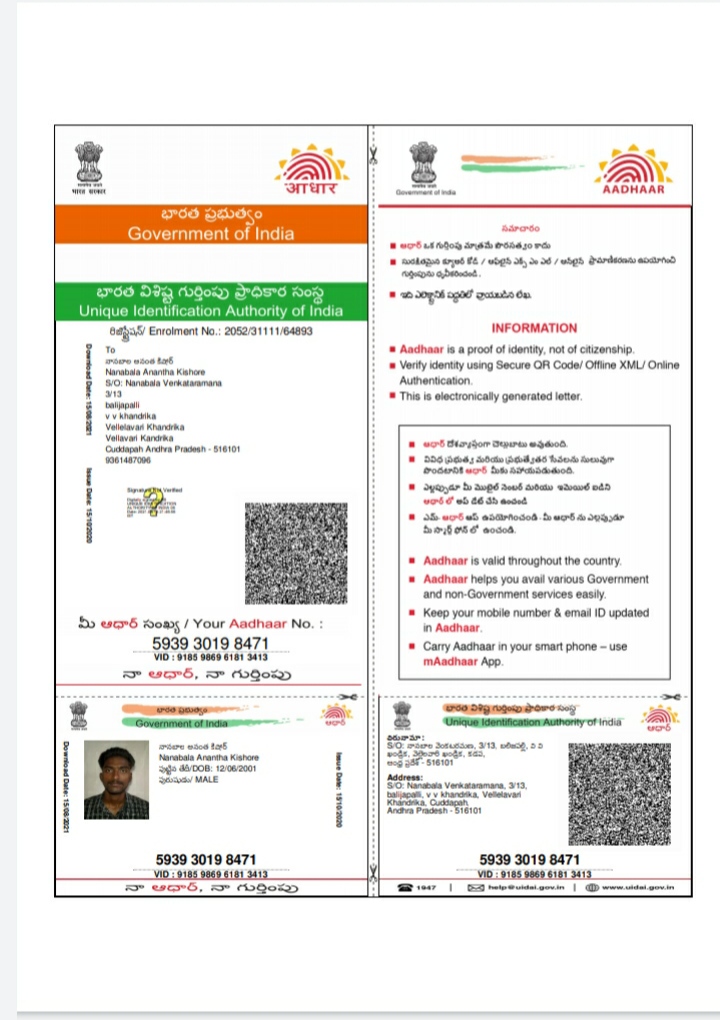 भारत सरकार
आधार
భారత ప్రభుత్వం
Government of India
భారత విశిష్ట గుర్తింపు ప్రాధికార సంస్థ
Unique Identification Authority of India
రిజిస్ట్రేషన్/ Enrolment No.: 2052/31111/64893
Download Date: 15/08/2021
Issue Date: 15/10/2020
To
నానబాల అనంత కిషోర్
Nanabala Anantha Kishore
S/O: Nanabala Venkataramana
3/13
balijapalli
v v khandrika
Vellelavari Khandrika
Vellavari Kandrika
Cuddapah Andhra Pradesh - 516101
9361487096
Signature Not Verified
మీ ఆధార్ సంఖ్య / Your Aadhaar No. :
5939 3019 8471
VID : 9185 9869 6181 3413
నా ఆధార్, నా గుర్తింపు
Government of India
AADHAAR
సమాచారం
ఆధార్ ఒక గుర్తింపు మాత్రమే పౌరసత్వం కాదు
సురక్షితమైన క్యూఆర్ కోడ్ / ఆఫ్‌లైన్ ఎక్స్ ఎం ఎల్ / ఆన్‌లైన్ ప్రామాణికరణను ఉపయోగించి
గుర్తింపును ధృవీకరించండి.
ఇది ఎలక్ట్రానిక్ పద్ధతిలో వ్రాయబడిన లేఖ.
INFORMATION
Aadhaar is a proof of identity, not of citizenship.
Verify identity using Secure QR Code/ Offline XML/ Online
Authentication.
This is electronically generated letter.
ఆధార్ దేశవ్యాప్తంగా చెల్లుబాటు అవుతుంది.
వివిధ ప్రభుత్వ మరియు ప్రభుత్వేతర సేవలను సులువుగా
పొందటానికి ఆధార్ మీకు సహాయపడుతుంది.
ఎల్లప్పుడూ మీ మొబైల్ నంబర్ మరియు ఇమెయిల్ ఐడిని
ఆధార్ లో అప్ డేట్ చేసి ఉంచండి
ఎమ్-ఆధార్ ఆప్ ఉపయోగించండి - మీ ఆధార్ ను ఎల్లప్పుడూ
మీ స్మార్ట్ ఫోన్ లో ఉంచండి.
Aadhaar is valid throughout the country.
Aadhaar helps you avail various Government
and non-Government services easily.
Keep your mobile number & email ID updated
in Aadhaar.
Carry Aadhaar in your smart phone – use
mAadhaar App.
భారత ప్రభుత్వం
Government of India
ఆధార్
Download Date: 15/08/2021
నానబాల అనంత కిషోర్
Nanabala Anantha Kishore
పుట్టిన తేదీ/DOB: 12/06/2001
పురుషుడు/ MALE
Issue Date: 15/10/2020
5939 3019 8471
VID : 9185 9869 6181 3413
నా ఆధార్, నా గుర్తింపు
భారత విశిష్ట గుర్తింపు ప్రాధికార సంస్థ
Unique Identification Authority of India
ఆధార్
చిరునామా:
S/O: నానబాల వెంకటరమణ, 3/13, బలిజపల్లి, వి వి
ఖండ్రిక, వెల్లెలవారి ఖండ్రిక, కడప,
ఆంధ్ర ప్రదేశ్ - 516101
Address:
S/O: Nanabala Venkataramana, 3/13,
balijapalli, v v khandrika, Vellelavari
Khandrika, Cuddapah,
Andhra Pradesh - 516101
5939 3019 8471
VID : 9185 9869 6181 3413
1947 | help@uidai.gov.in | www.uidai.gov.in